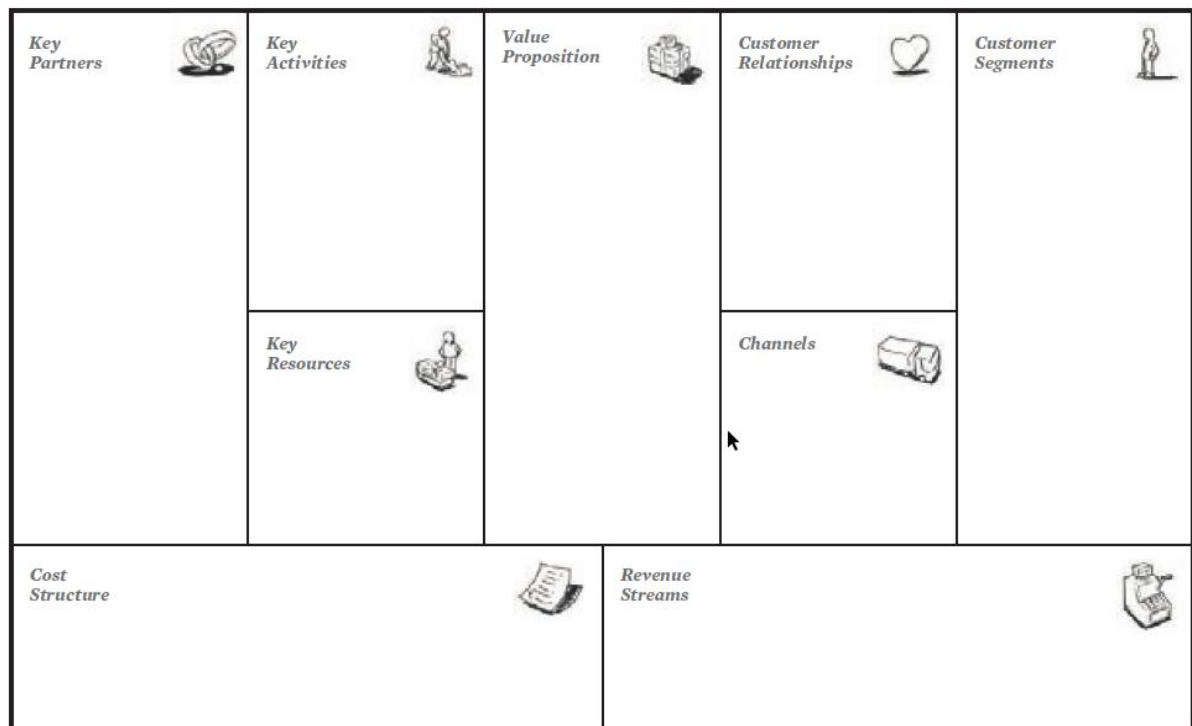 Key
Partners
Key
Activities
Value
Proposition
Customer
Relationships
Customer
Segments
Key
Resources
Channels
Cost
Structure
Revenue
Streams